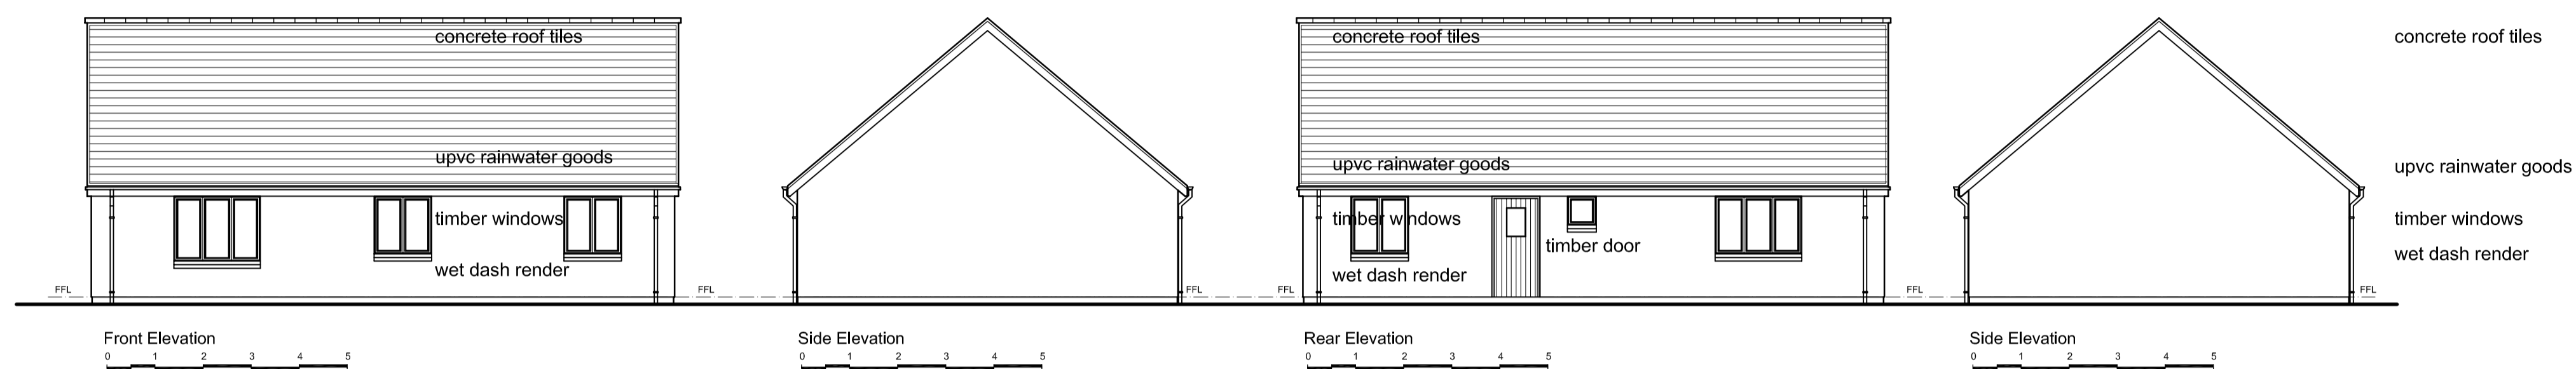 concrete roof tiles
upvc rainwater goods
timber windows
wet dash render
FFL
FFL
Front Elevation
0 1 2 3 4 5
FFL
Side Elevation
0 1 2 3 4 5
concrete roof tiles
upvc rainwater goods
timber windows
timber door
wet dash render
FFL
FFL
Rear Elevation
0 1 2 3 4 5
concrete roof tiles
upvc rainwater goods
timber windows
wet dash render
FFL
Side Elevation
0 1 2 3 4 5